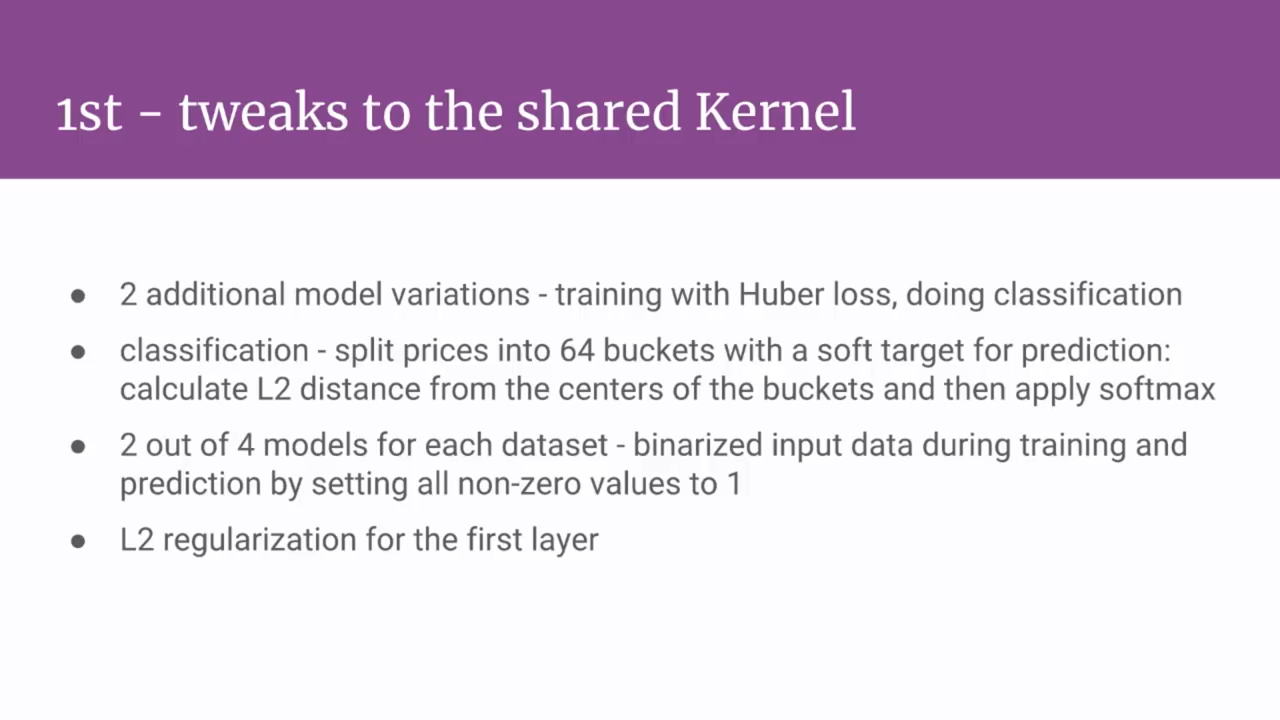 1st - tweaks to the shared Kernel
● 2 additional model variations - training with Huber loss, doing classification
● classification - split prices into 64 buckets with a soft target for prediction:
calculate L2 distance from the centers of the buckets and then apply softmax
● 2 out of 4 models for each dataset - binarized input data during training and
prediction by setting all non-zero values to 1
● L2 regularization for the first layer